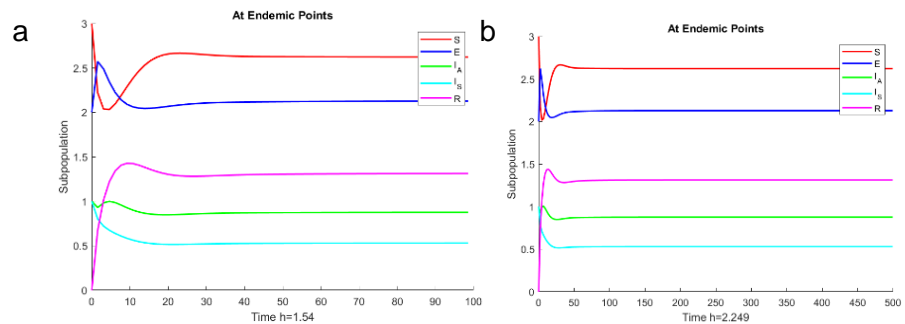 a
At Endemic Points
3
2.5
2
1.5
1
0.5
0
Subpopulation
0 10 20 30 40 50 60 70 80 90 100
Time h=1.54
S
E
I_A
I_S
R
b
At Endemic Points
3
2.5
2
1.5
1
0.5
0
Subpopulation
0 50 100 150 200 250 300 350 400 450 500
Time h=2.249
S
E
I_A
I_S
R